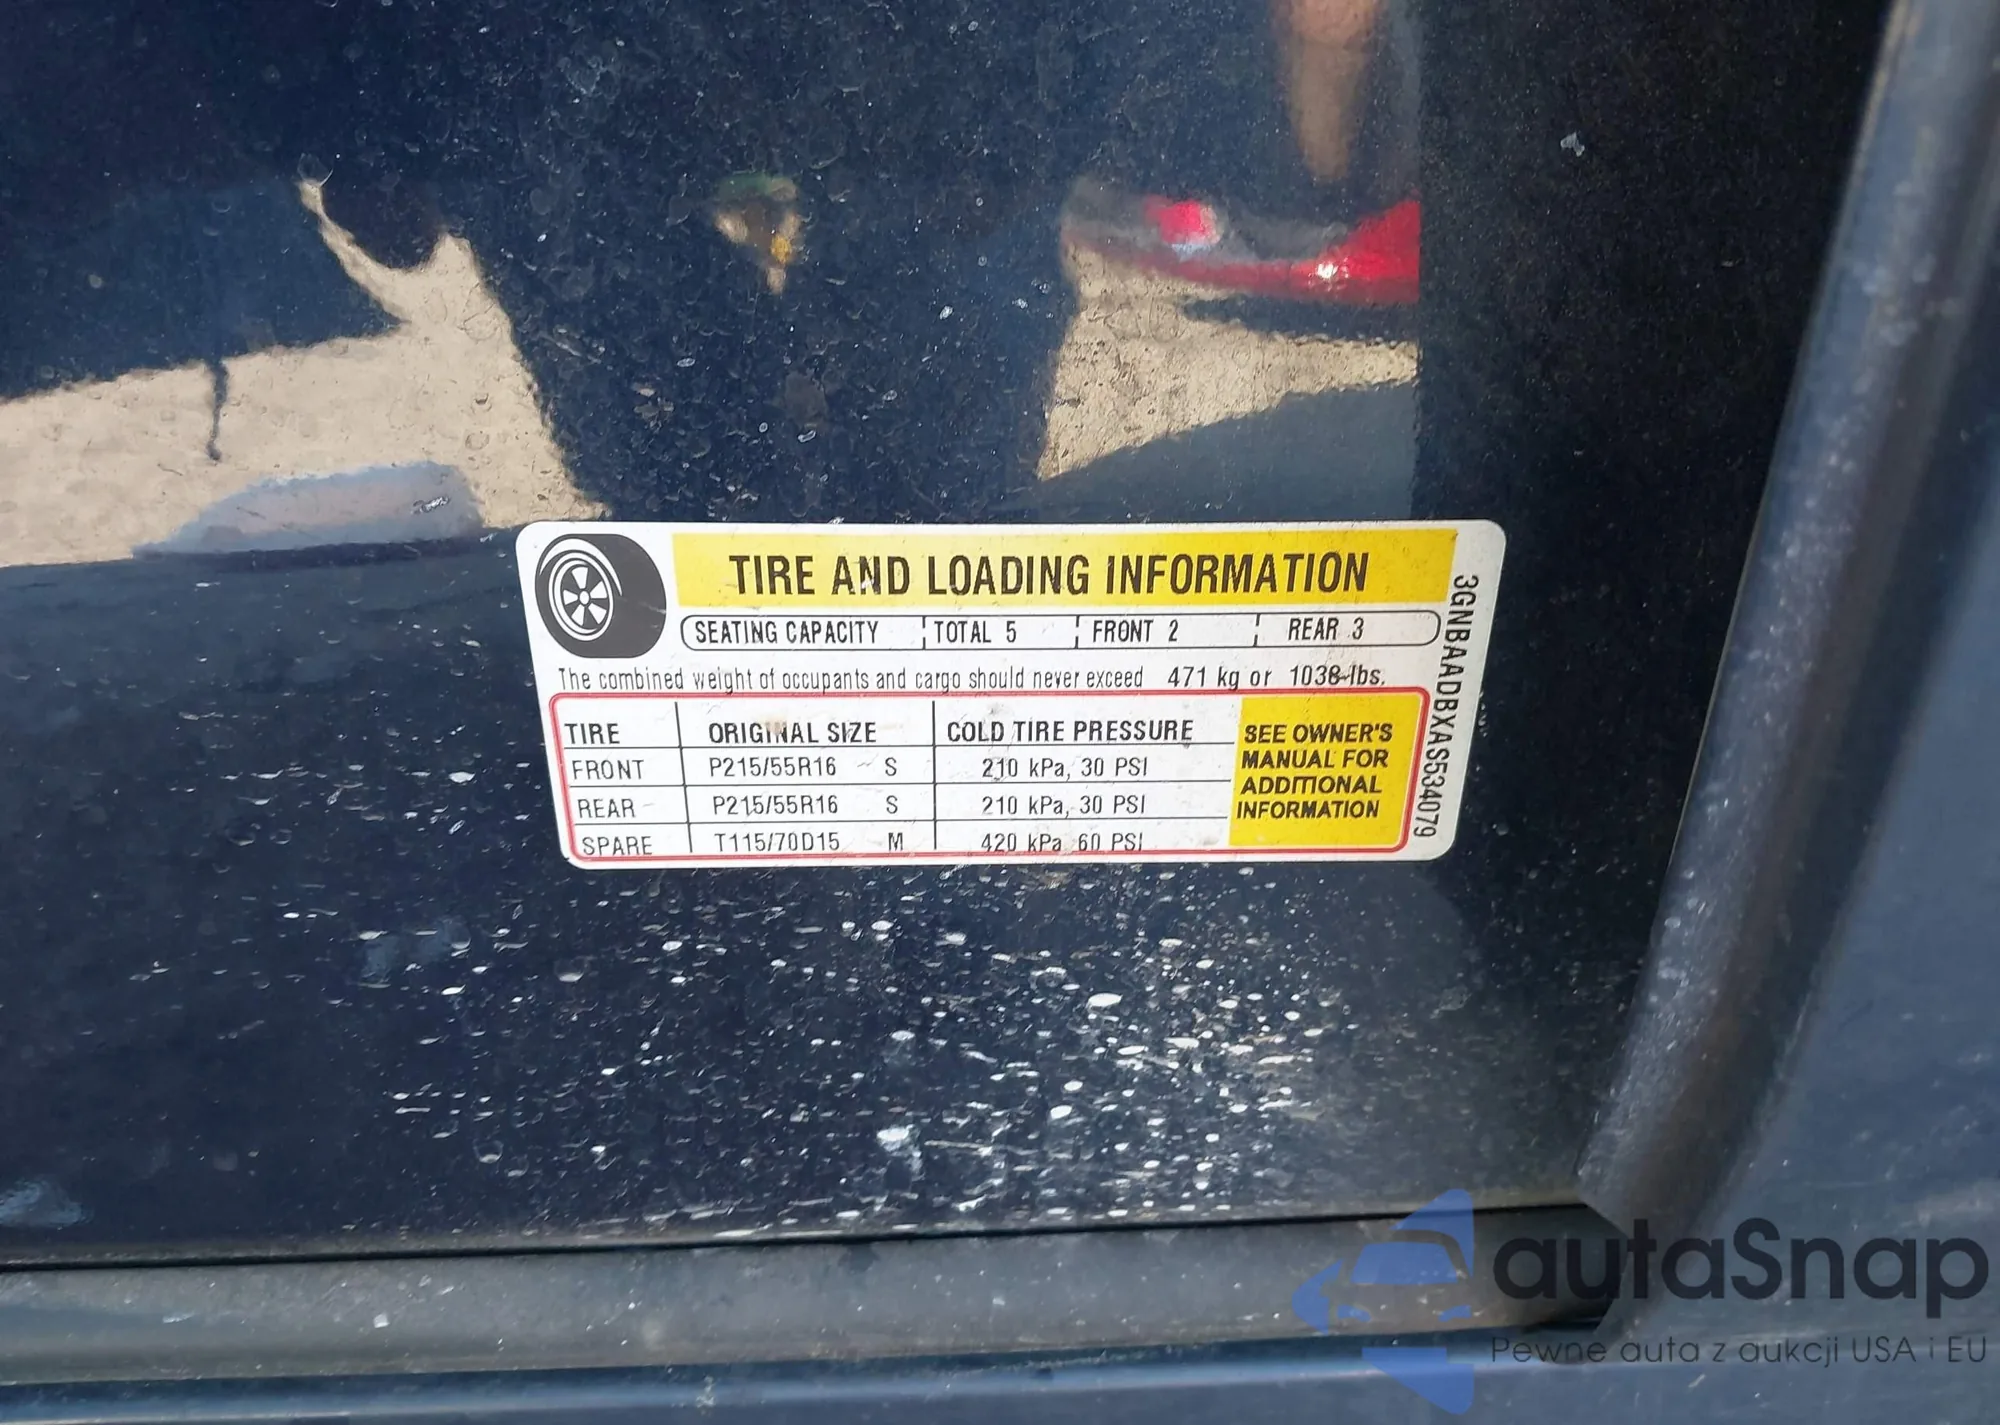 TIRE AND LOADING INFORMATION
SEATING CAPACITY TOTAL 5 FRONT 2 REAR 3
The combined weight of occupants and cargo should never exceed 471 kg or 1038 lbs.
TIRE ORIGINAL SIZE COLD TIRE PRESSURE
FRONT P215/55R16 S 210 kPa, 30 PSI
REAR P215/55R16 S 210 kPa, 30 PSI
SPARE T115/70D15 M 420 kPa, 60 PSI
SEE OWNER'S
MANUAL FOR
ADDITIONAL
INFORMATION
3GNBAADBXAS534079
autaSnap
Pewne auta z aukcji USA i EU